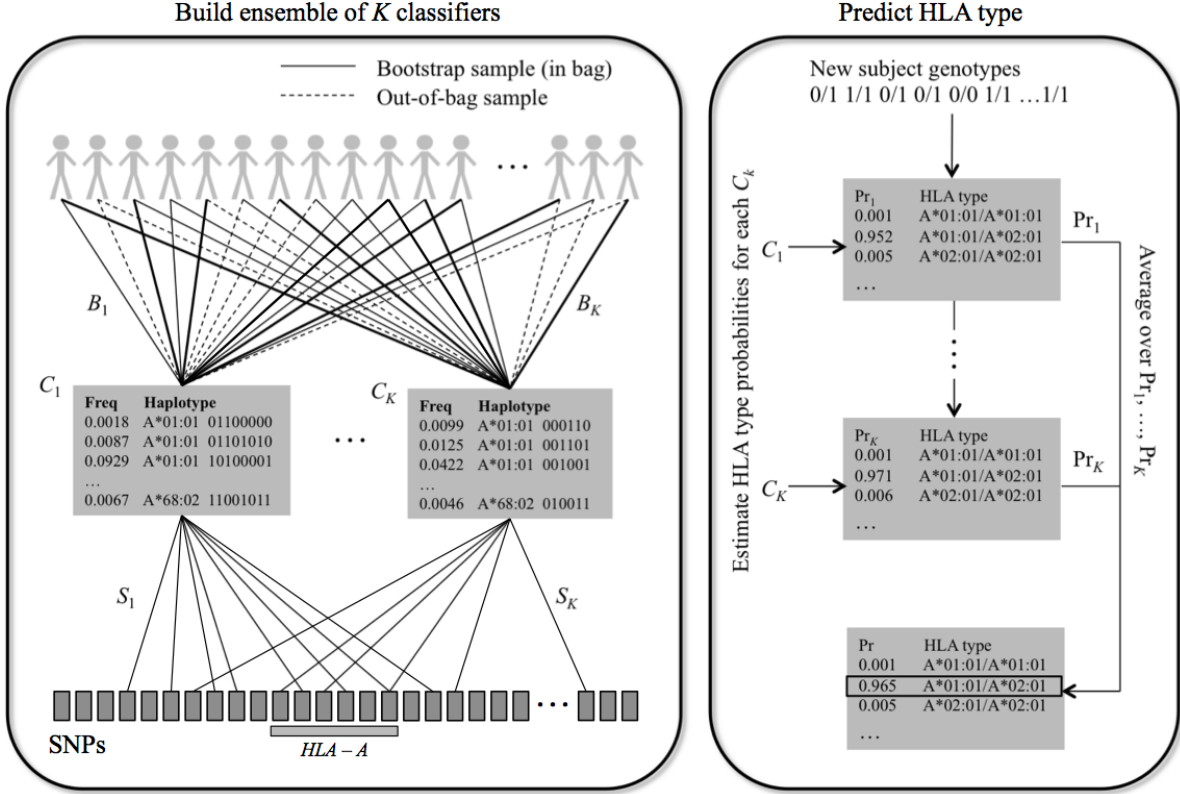 Build ensemble of K classifiers
Bootstrap sample (in bag)
Out-of-bag sample
...
B1
BK
C1
Freq Haplotype
0.0018 A*01:01 01100000
0.0087 A*01:01 01101010
0.0929 A*01:01 10100001
...
0.0067 A*68:02 11001011
...
CK
Freq Haplotype
0.0099 A*01:01 000110
0.0125 A*01:01 001101
0.0422 A*01:01 001001
...
0.0046 A*68:02 010011
S1
SK
...
SNPs
HLA – A
Predict HLA type
New subject genotypes
0/1 1/1 0/1 0/1 0/0 1/1 …1/1
Estimate HLA type probabilities for each Ck
C1
Pr1 HLA type
0.001 A*01:01/A*01:01
0.952 A*01:01/A*02:01
0.005 A*02:01/A*02:01
...
Pr1
...
CK
PrK HLA type
0.001 A*01:01/A*01:01
0.971 A*01:01/A*02:01
0.006 A*02:01/A*02:01
...
PrK
Average over Pr1, …, PrK
Pr HLA type
0.001 A*01:01/A*01:01
0.965 A*01:01/A*02:01
0.005 A*02:01/A*02:01
...